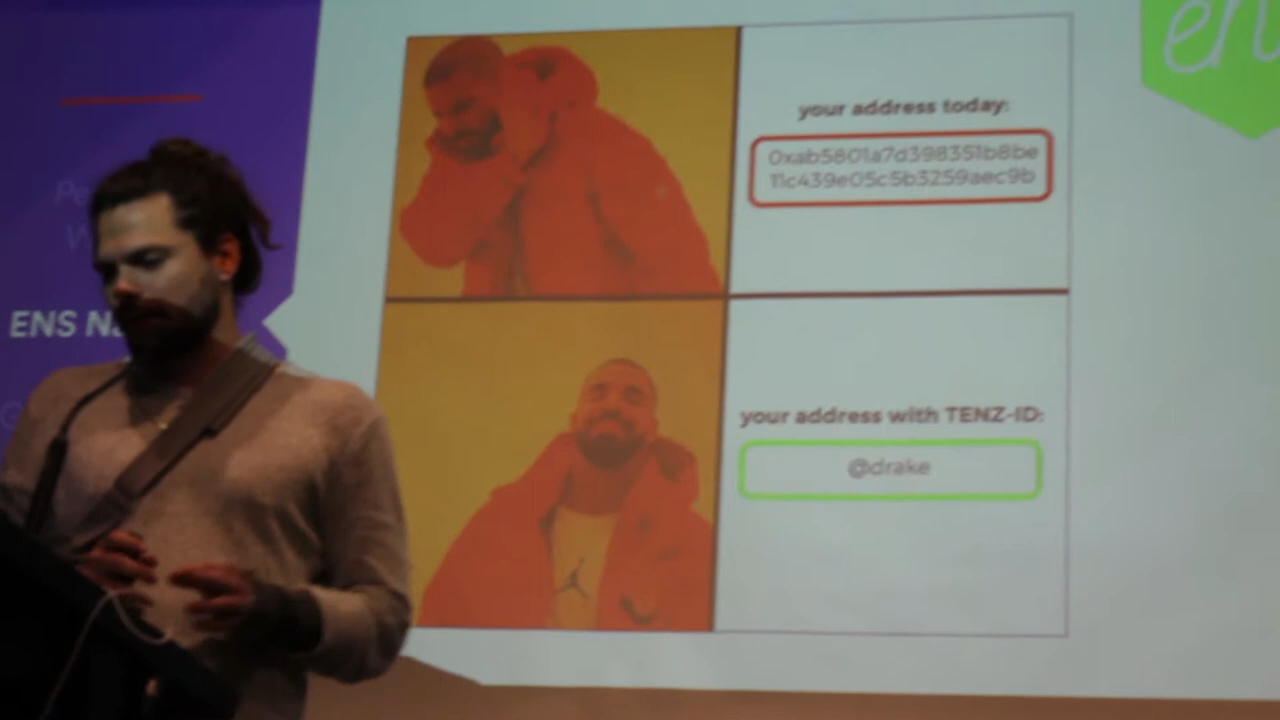 ENS
your address today:
0xab5801a7d398351b8be
11c439e05c5b3259aec9b
your address with TENZ-ID:
@drake